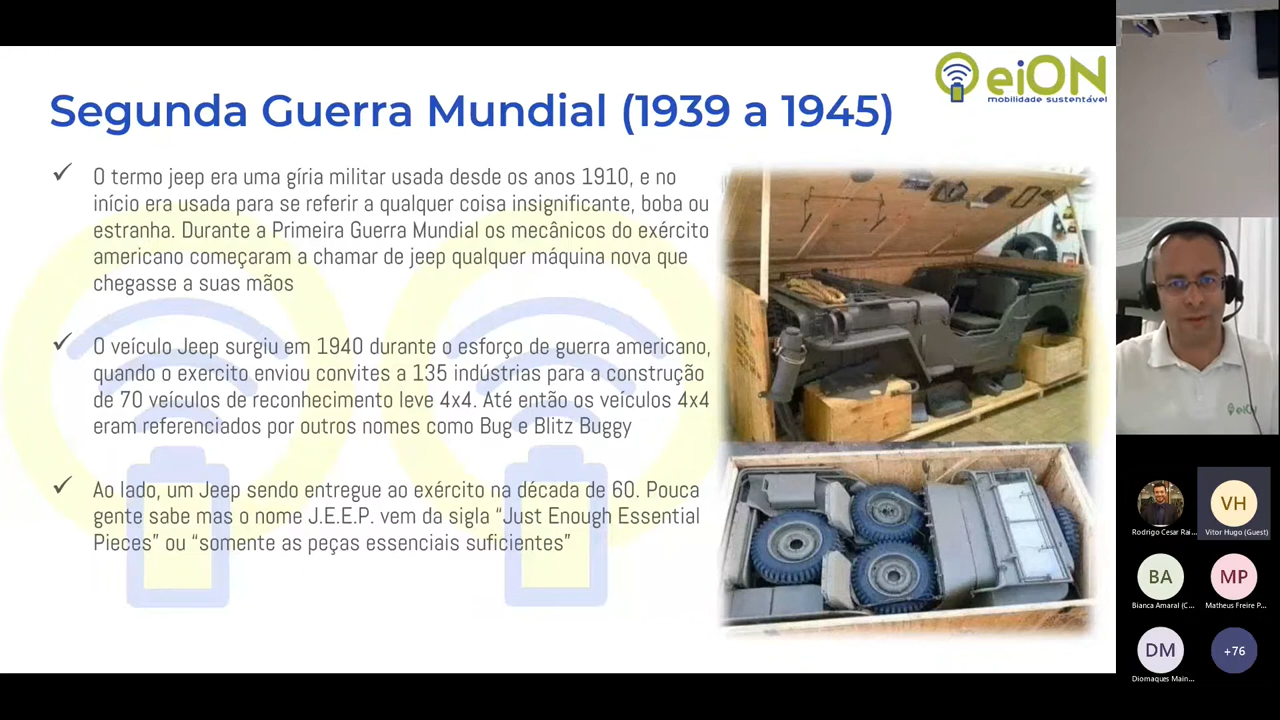 eiON
mobilidade sustentável
Segunda Guerra Mundial (1939 a 1945)
O termo jeep era uma gíria militar usada desde os anos 1910, e no
início era usada para se referir a qualquer coisa insignificante, boba ou
estranha. Durante a Primeira Guerra Mundial os mecânicos do exército
americano começaram a chamar de jeep qualquer máquina nova que
chegasse a suas mãos
O veículo Jeep surgiu em 1940 durante o esforço de guerra americano,
quando o exercito enviou convites a 135 indústrias para a construção
de 70 veículos de reconhecimento leve 4x4. Até então os veículos 4x4
eram referenciados por outros nomes como Bug e Blitz Buggy
Ao lado, um Jeep sendo entregue ao exército na década de 60. Pouca
gente sabe mas o nome J.E.E.P. vem da sigla “Just Enough Essential
Pieces” ou “somente as peças essenciais suficientes”
eiON
Rodrigo Cesar Rai...
VH
Vitor Hugo (Guest)
BA
Bianca Amaral (C...
MP
Matheus Freire P...
DM
Diomaques Main...
+76